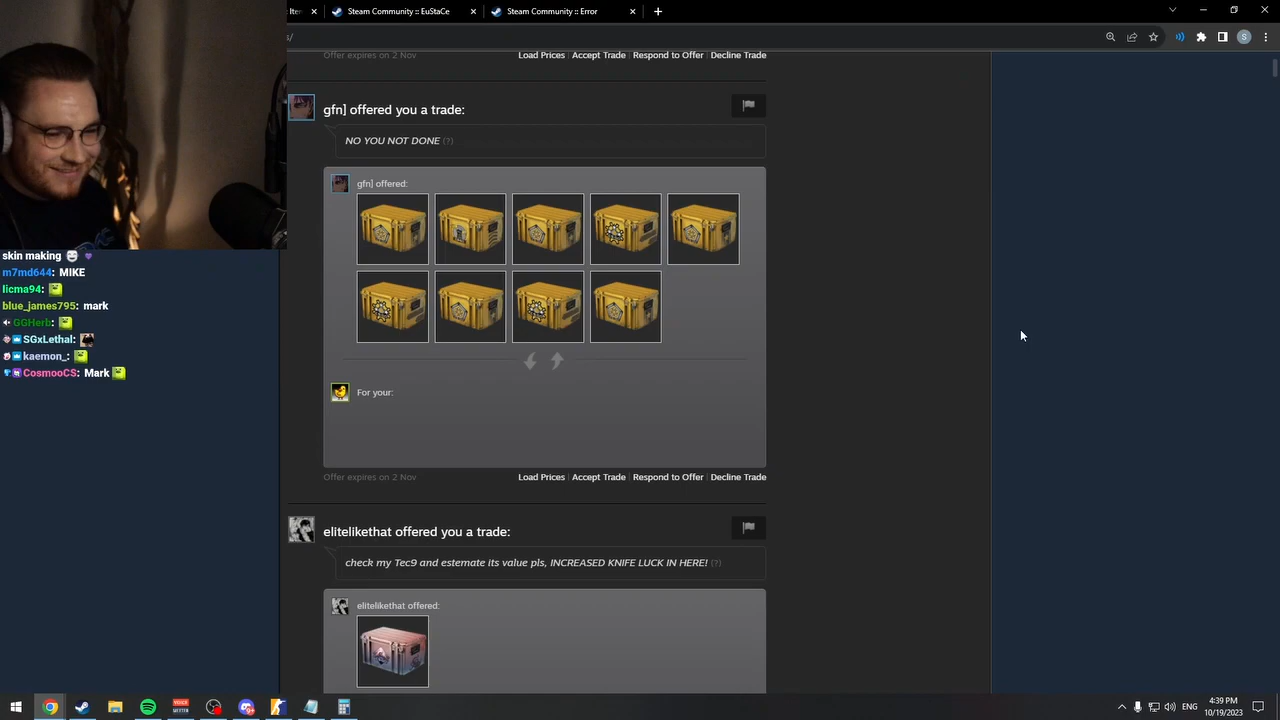 Steam Community :: EuStaCe
Steam Community :: Error
s/
S
Offer expires on 2 Nov
Load Prices | Accept Trade | Respond to Offer | Decline Trade
gfn] offered you a trade:
NO YOU NOT DONE (?)
gfn] offered:
For your:
Offer expires on 2 Nov
Load Prices | Accept Trade | Respond to Offer | Decline Trade
elitelikethat offered you a trade:
check my Tec9 and estemate its value pls, INCREASED KNIFE LUCK IN HERE! (?)
elitelikethat offered:
skin making
m7md644: MIKE
licma94:
blue_james795: mark
GGHerb:
SGxLethal:
kaemon_:
CosmooCS: Mark
VOICE
MEETER
ENG
4:39 PM
10/19/2023